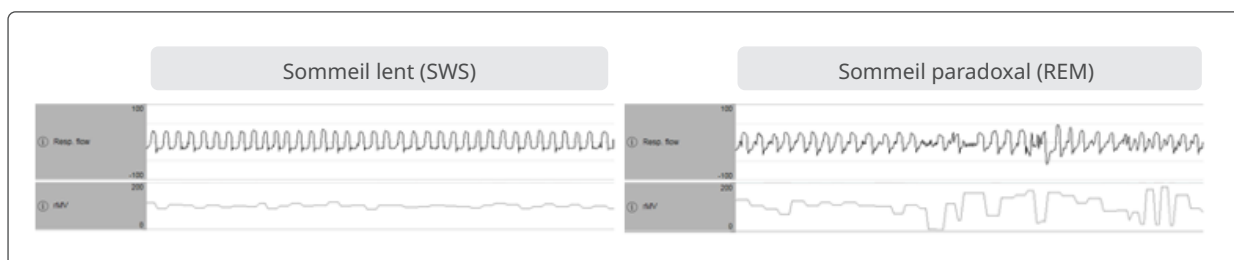 Sommeil lent (SWS)
Sommeil paradoxal (REM)
100
ⓘ Resp. flow
-100
200
ⓘ rMV
0
100
ⓘ Resp. flow
-100
200
ⓘ rMV
0